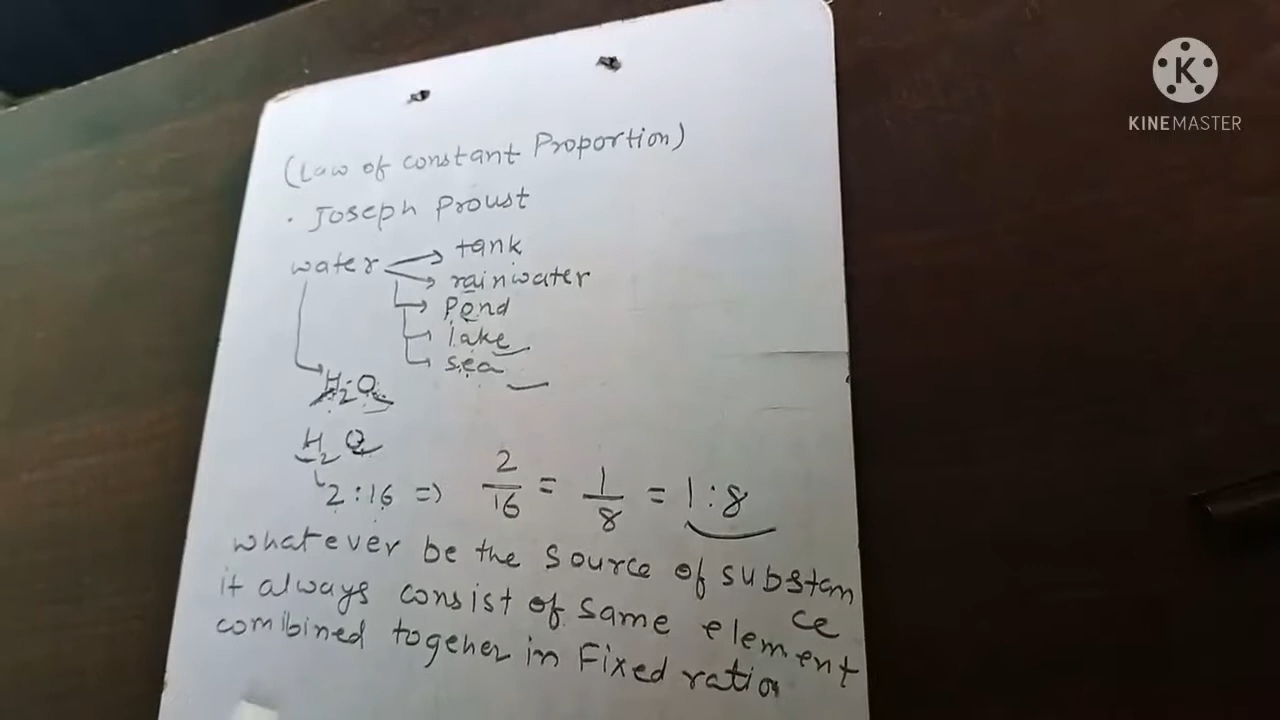 K
KINEMASTER
(Law of constant Proportion)
. Joseph Proust
water → tank
→ rainwater
→ Pond
→ lake
→ sea
H2O
H2O
2:16 => 2/16 = 1/8 = 1:8
whatever be the source of substan
ce
it always consist of same element
combined togeher in Fixed ration